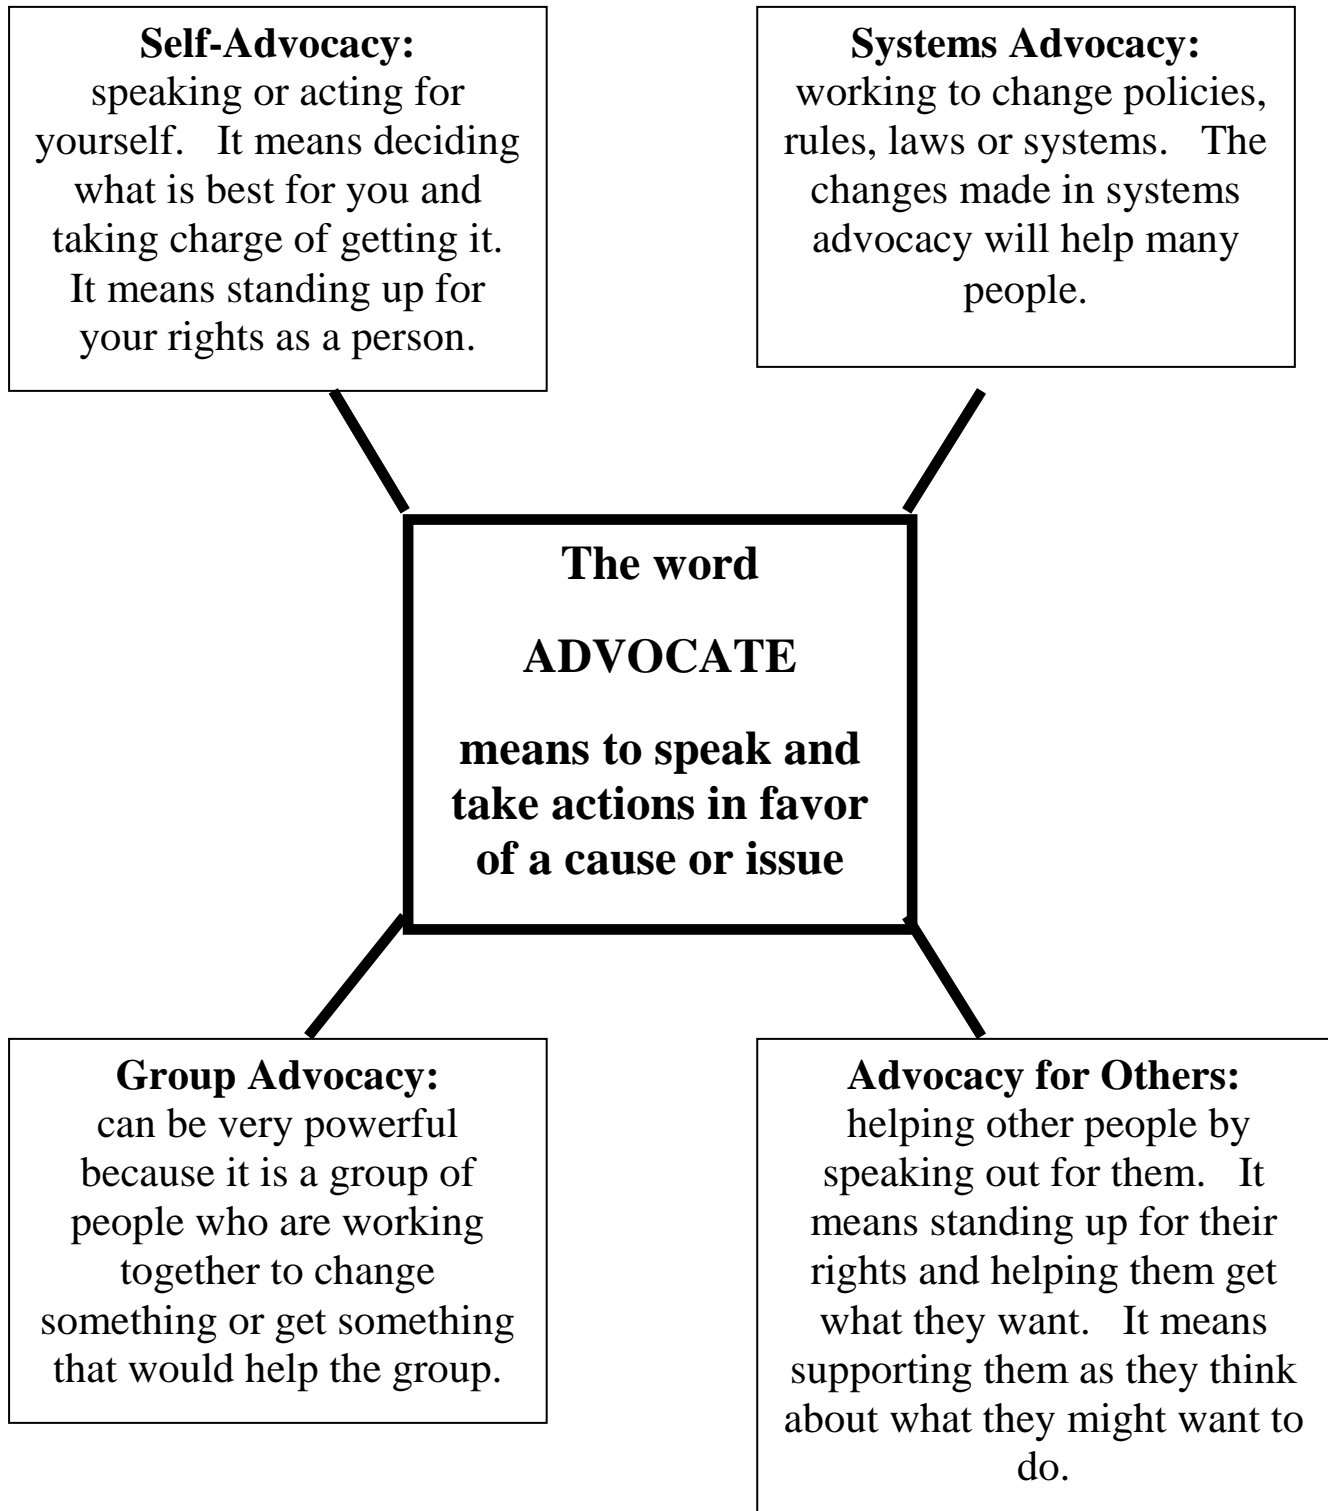 Self-Advocacy:
speaking or acting for
yourself.   It means deciding
what is best for you and
taking charge of getting it.
It means standing up for
your rights as a person.
Systems Advocacy:
working to change policies,
rules, laws or systems.   The
changes made in systems
advocacy will help many
people.
The word
ADVOCATE
means to speak and
take actions in favor
of a cause or issue
Group Advocacy:
can be very powerful
because it is a group of
people who are working
together to change
something or get something
that would help the group.
Advocacy for Others:
helping other people by
speaking out for them.   It
means standing up for their
rights and helping them get
what they want.   It means
supporting them as they think
about what they might want to
do.